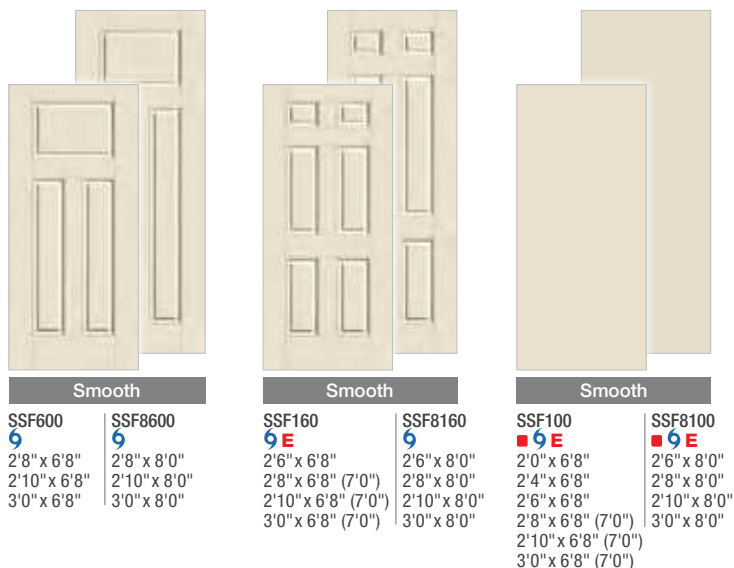 Smooth
SSF600
2'8" x 6'8"
2'10" x 6'8"
3'0" x 6'8"
SSF8600
2'8" x 8'0"
2'10" x 8'0"
3'0" x 8'0"
Smooth
SSF160
E
2'6" x 6'8"
2'8" x 6'8" (7'0")
2'10" x 6'8" (7'0")
3'0" x 6'8" (7'0")
SSF8160
2'6" x 8'0"
2'8" x 8'0"
2'10" x 8'0"
3'0" x 8'0"
Smooth
SSF100
E
2'0" x 6'8"
2'4" x 6'8"
2'6" x 6'8"
2'8" x 6'8" (7'0")
2'10" x 6'8" (7'0")
3'0" x 6'8" (7'0")
SSF8100
E
2'6" x 8'0"
2'8" x 8'0"
2'10" x 8'0"
3'0" x 8'0"